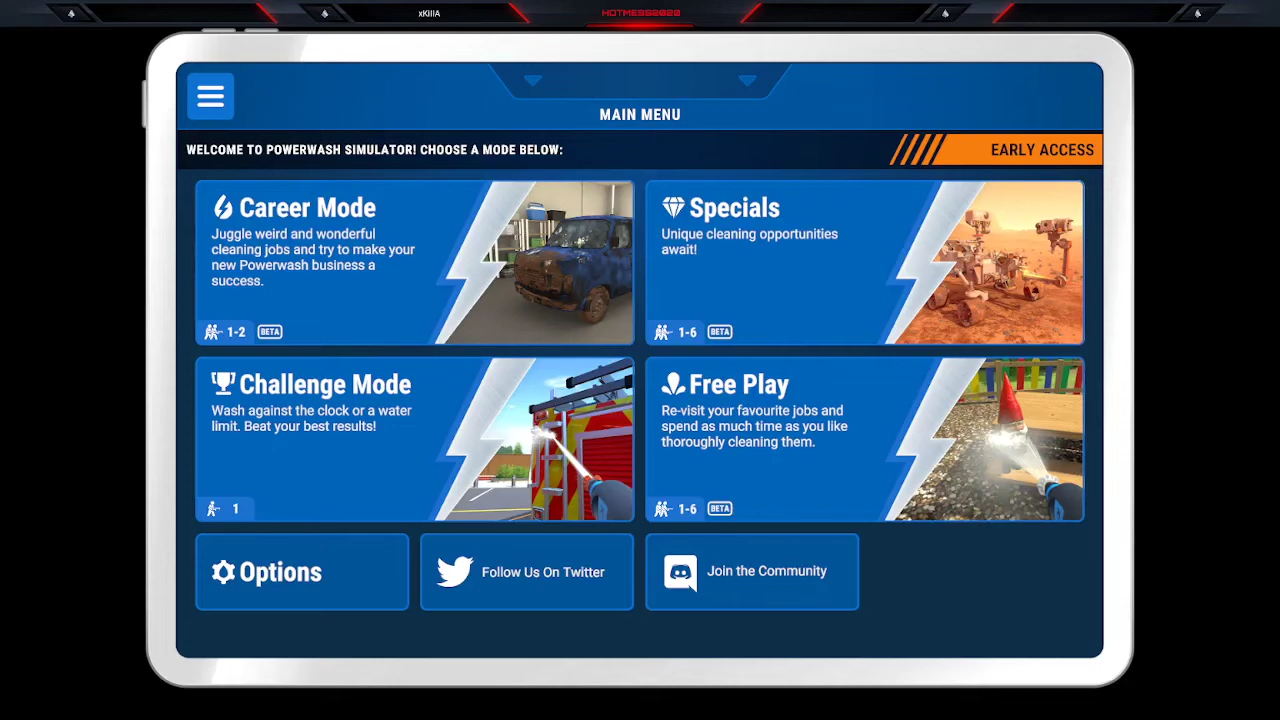 xKillA
HOTMESS2020
MAIN MENU
WELCOME TO POWERWASH SIMULATOR! CHOOSE A MODE BELOW:
EARLY ACCESS
Career Mode
Juggle weird and wonderful
cleaning jobs and try to make your
new Powerwash business a
success.
1-2 BETA
Specials
Unique cleaning opportunities
await!
1-6 BETA
Challenge Mode
Wash against the clock or a water
limit. Beat your best results!
1
Free Play
Re-visit your favourite jobs and
spend as much time as you like
thoroughly cleaning them.
1-6 BETA
Options
Follow Us On Twitter
Join the Community